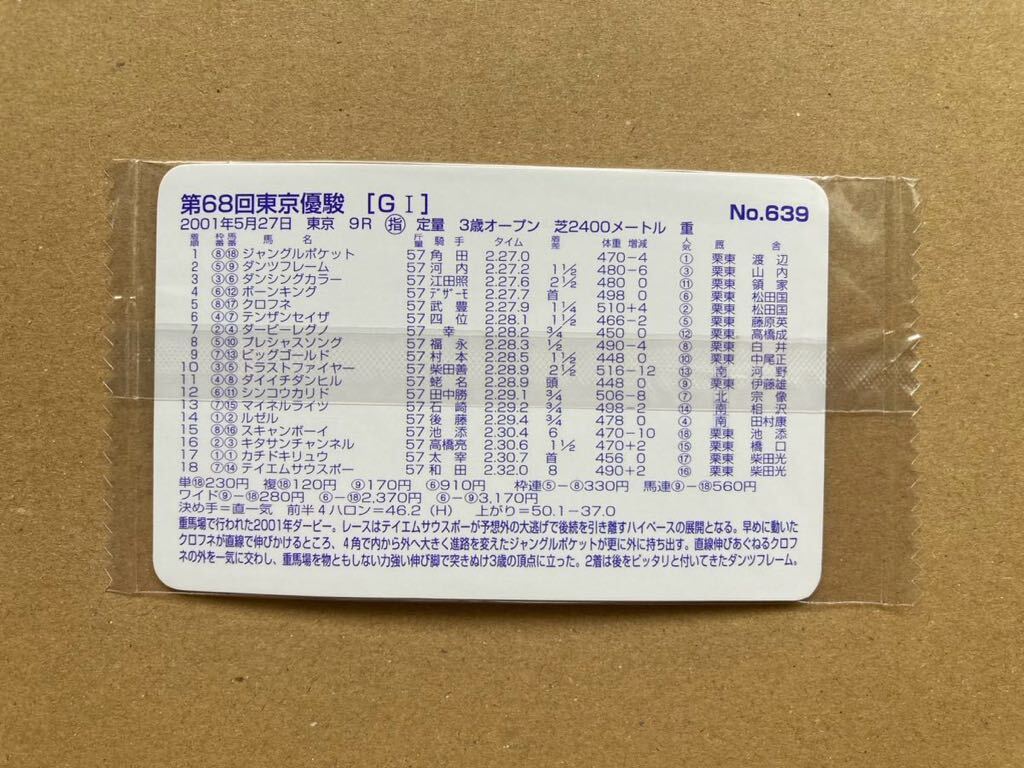 第68回東京優駿 [GⅠ] No.639
2001年5月27日 東京 9R ㊩ 定量 3歳オープン 芝2400メートル 重
着順 枠番 馬番 馬名 斤量 騎手 タイム 着差 体重 増減 人気 厩舎
1 ⑧⑱ ジャングルポケット 57 角田 2.27.0 470-4 ① 栗東 渡辺
2 ⑤⑨ ダンツフレーム 57 河内 2.27.2 1½ 480-6 ③ 栗東 山内
3 ③⑥ ダンシングカラー 57 江田照 2.27.6 2½ 480 0 ⑪ 栗東 領家
4 ⑥⑫ ボーンキング 57 デザーモ 2.27.7 首 498 0 ⑥ 栗東 松田国
5 ⑧⑰ クロフネ 57 武豊 2.27.9 1¼ 510+4 ② 栗東 松田国
6 ④⑦ テンザンセイザ 57 四位 2.28.1 1½ 466-2 ⑤ 栗東 藤原英
7 ②④ ダービーレグノ 57 幸 2.28.2 ¾ 450 0 ⑫ 栗東 高橋成
8 ⑤⑩ プレシャスソング 57 福永 2.28.3 ½ 490-4 ⑧ 栗東 白井
9 ⑦⑬ ビッグゴールド 57 村本 2.28.5 1½ 448 0 ⑩ 栗東 中尾正
10 ③⑤ トラストファイヤー 57 柴田善 2.28.9 2½ 516-12 ⑬ 南 河野
11 ④⑧ ダイイチダンヒル 57 蛯名 2.28.9 頭 448 0 ⑨ 栗東 伊藤雄
12 ⑥⑪ シンコウカリド 57 田中勝 2.29.1 ¾ 506-8 ⑦ 北 宗像
13 ⑦⑮ マイネルライツ 57 石崎 2.29.2 ¾ 498-2 ⑭ 南 相沢
14 ①② ルゼル 57 後藤 2.29.4 ¾ 478 0 ④ 南 田村康
15 ⑧⑯ スキャンボーイ 57 池添 2.30.4 6 470-10 ⑱ 栗東 池添
16 ②③ キタサンチャンネル 57 高橋亮 2.30.6 1½ 470+2 ⑮ 栗東 橋口
17 ①① カチドキリュウ 57 太幸 2.30.7 首 456 0 ⑰ 栗東 柴田光
18 ⑦⑭ テイエムサウスポー 57 和田 2.32.0 8 490+2 ⑯ 栗東 柴田光
単⑱230円 複⑱120円 ⑨170円 ⑥910円 枠連⑤-⑧330円 馬連⑨-⑱560円
ワイド⑨-⑱280円 ⑥-⑱2,370円 ⑥-⑨3,170円
決め手=直一気 前半4ハロン=46.2 (H) 上がり=50.1-37.0
重馬場で行われた2001年ダービー。レースはテイエムサウスポーが予想外の大逃げで後続を引き離すハイペースの展開となる。早めに動いた
クロフネが直線で伸びかけるところ、4角で内から外へ大きく進路を変えたジャングルポケットが更に外に持ち出す。直線伸びあぐねるクロフ
ネの外を一気に交わし、重馬場を物ともしない力強い伸び脚で突きぬけ3歳の頂点に立った。2着は後をピッタリと付いてきたダンツフレーム。